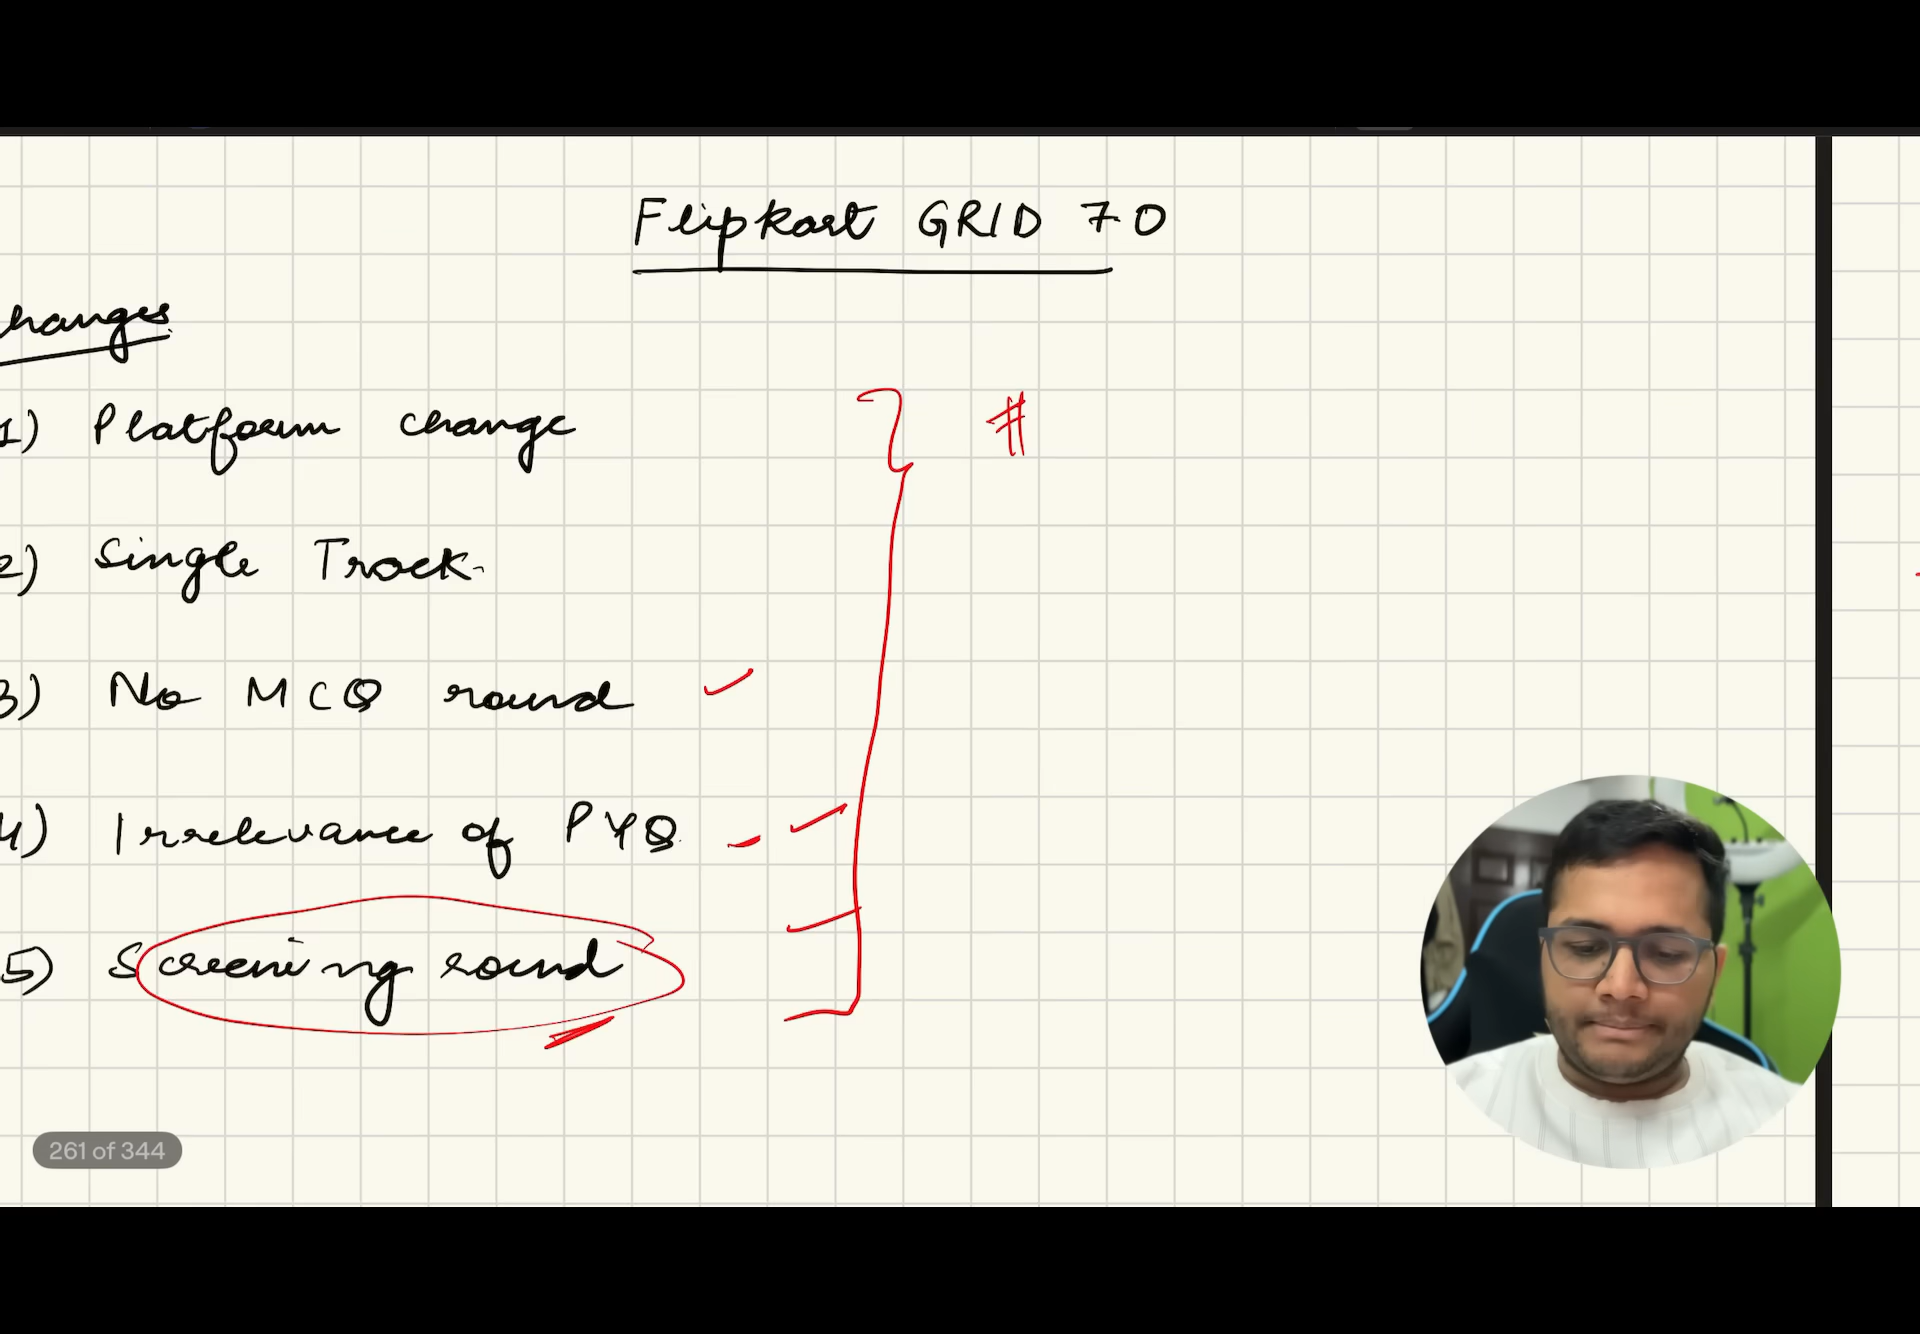 Flipkart GRID 7.0
hanges
1) Platform change
2) Single Track
3) No MCQ round
4) Irrelevance of PYQ
5) Screening round
#
261 of 344